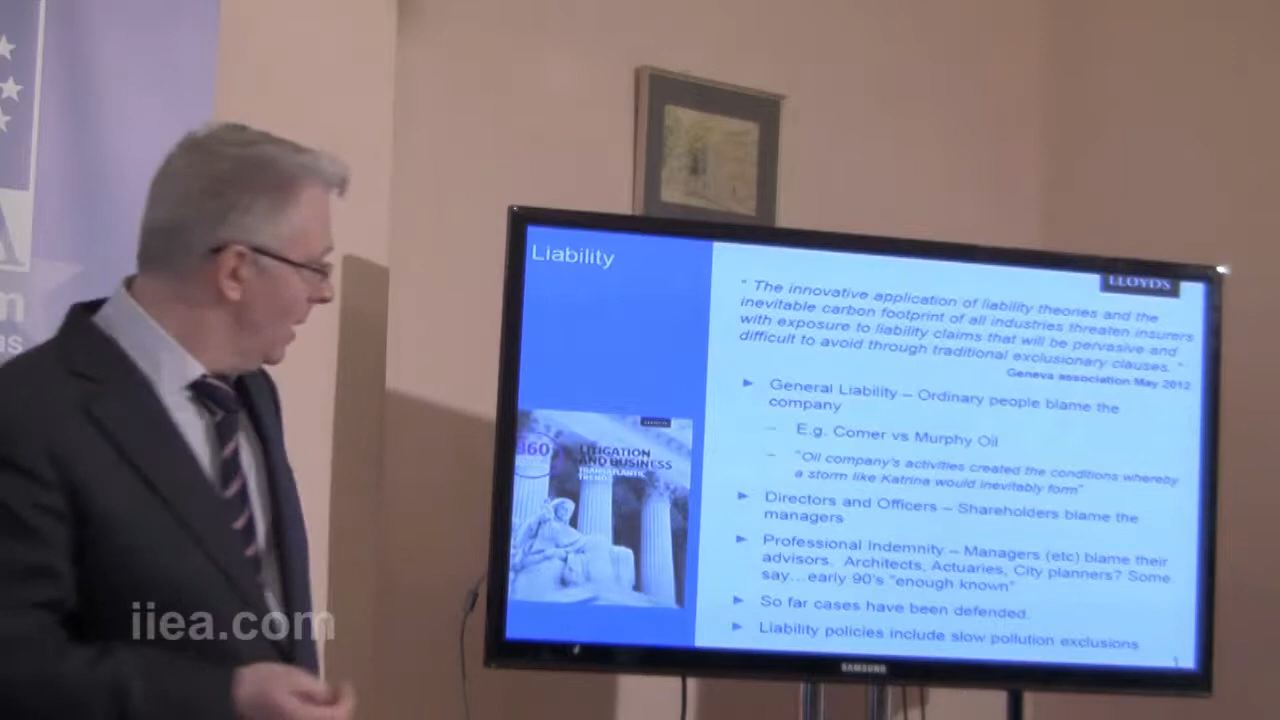 Liability
LLOYD'S
" The innovative application of liability theories and the
inevitable carbon footprint of all industries threaten insurers
with exposure to liability claims that will be pervasive and
difficult to avoid through traditional exclusionary clauses. "
Geneva association May 2012
► General Liability – Ordinary people blame the
company
– E.g. Comer vs Murphy Oil
– "Oil company's activities created the conditions whereby
a storm like Katrina would inevitably form"
► Directors and Officers – Shareholders blame the
managers
► Professional Indemnity – Managers (etc) blame their
advisors. Architects, Actuaries, City planners? Some
say…early 90's "enough known"
► So far cases have been defended.
► Liability policies include slow pollution exclusions
1
360
LITIGATION
AND BUSINESS
TRANSATLANTIC
SAMSUNG
iiea.com